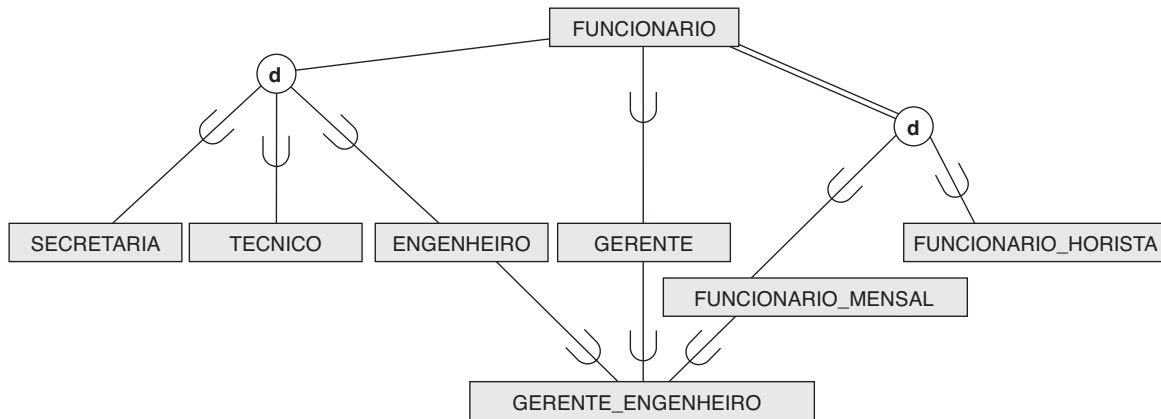 FUNCIONARIO
d
d
SECRETARIA
TECNICO
ENGENHEIRO
GERENTE
FUNCIONARIO_HORISTA
FUNCIONARIO_MENSAL
GERENTE_ENGENHEIRO